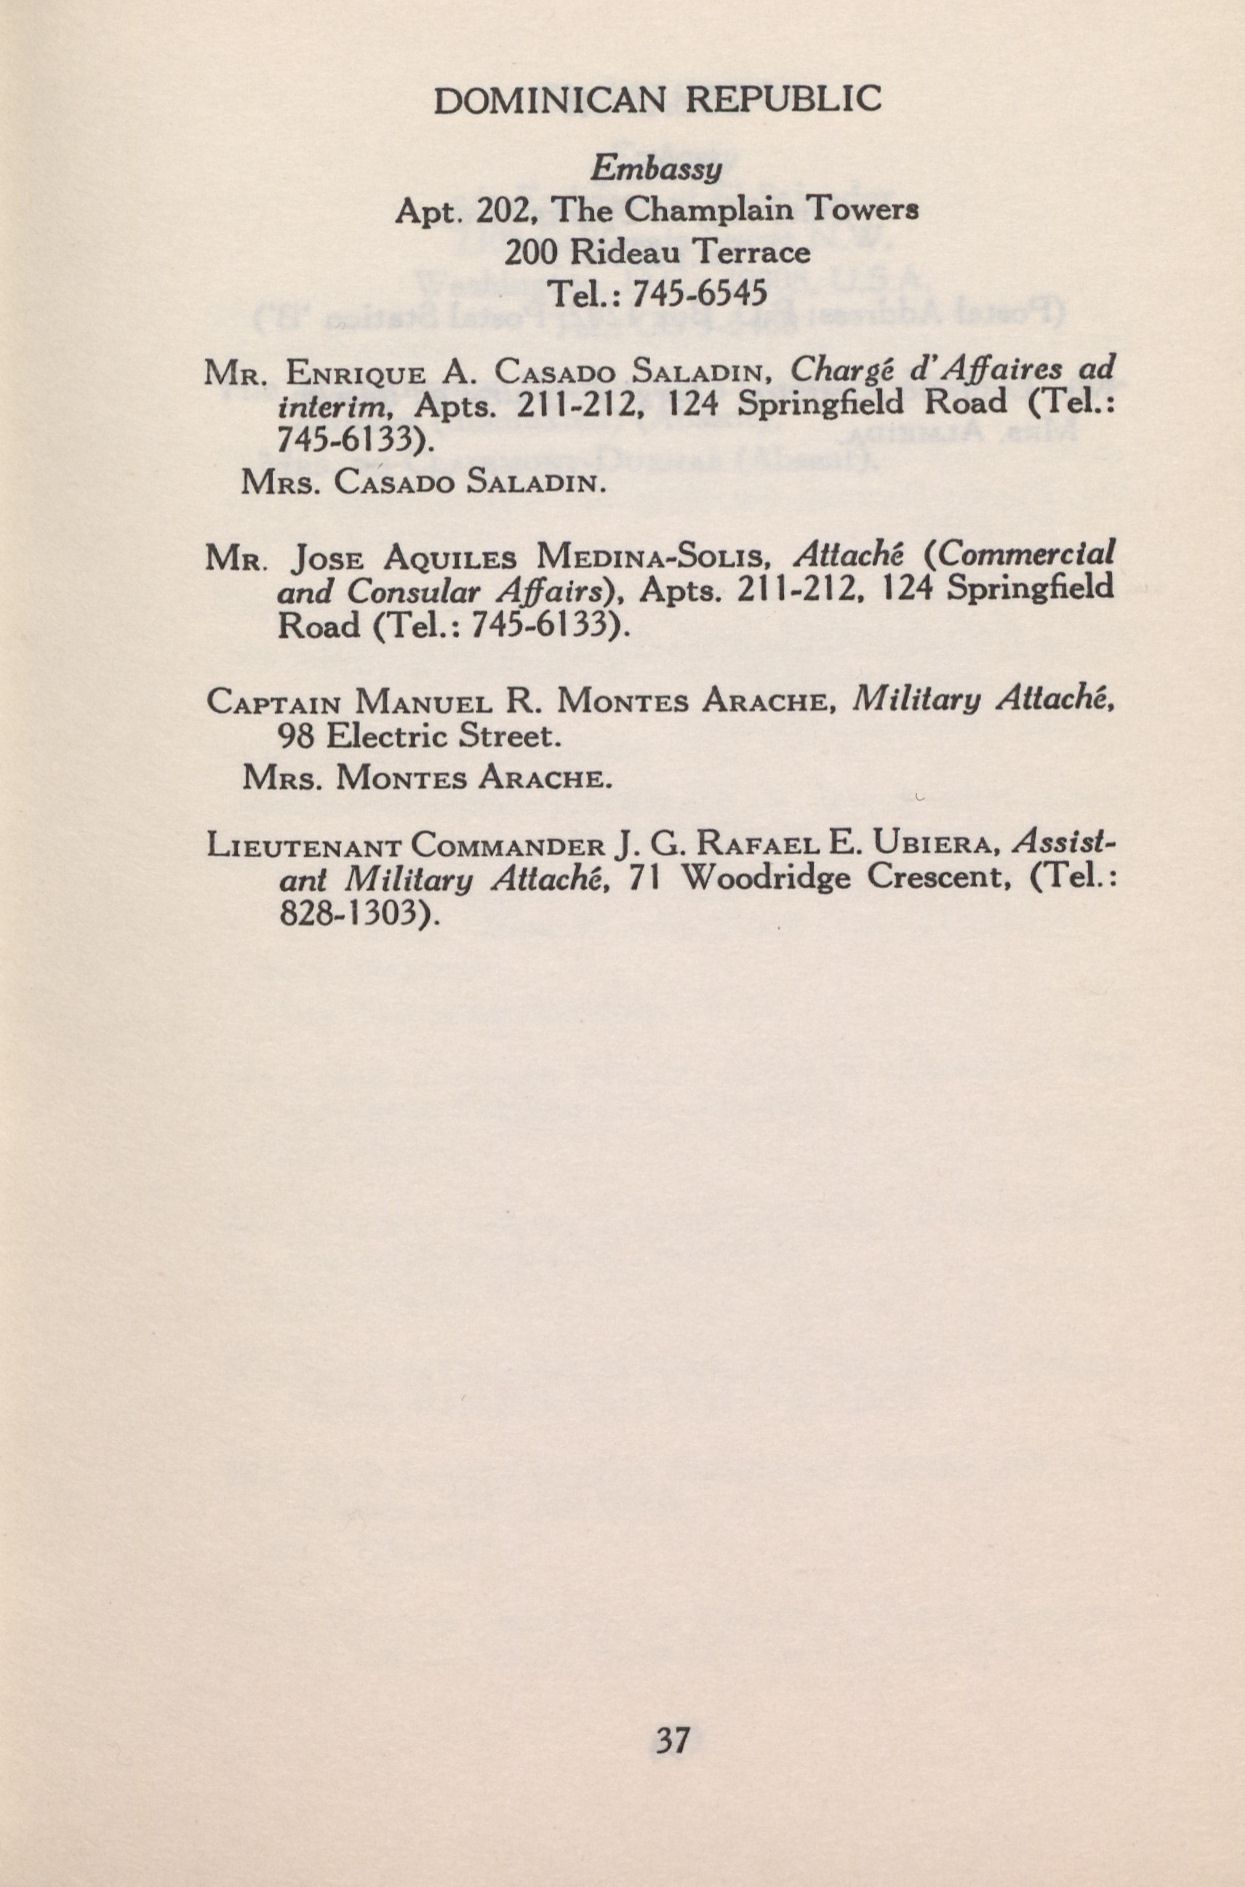 DOMINICAN REPUBLIC
Embassy
Apt. 202, The Champlain Towers
200 Rideau Terrace
Tel.: 745-6545
MR. ENRIQUE A. CASADO SALADIN, Chargé d'Affaires ad
interim, Apts. 211-212, 124 Springfield Road (Tel.:
745-6133).
MRS. CASADO SALADIN.
MR. JOSE AQUILES MEDINA-SOLIS, Attaché (Commercial
and Consular Affairs), Apts. 211-212, 124 Springfield
Road (Tel.: 745-6133).
CAPTAIN MANUEL R. MONTES ARACHE, Military Attaché,
98 Electric Street.
MRS. MONTES ARACHE.
LIEUTENANT COMMANDER J. G. RAFAEL E. UBIERA, Assist-
ant Military Attaché, 71 Woodridge Crescent, (Tel.:
828-1303).
37